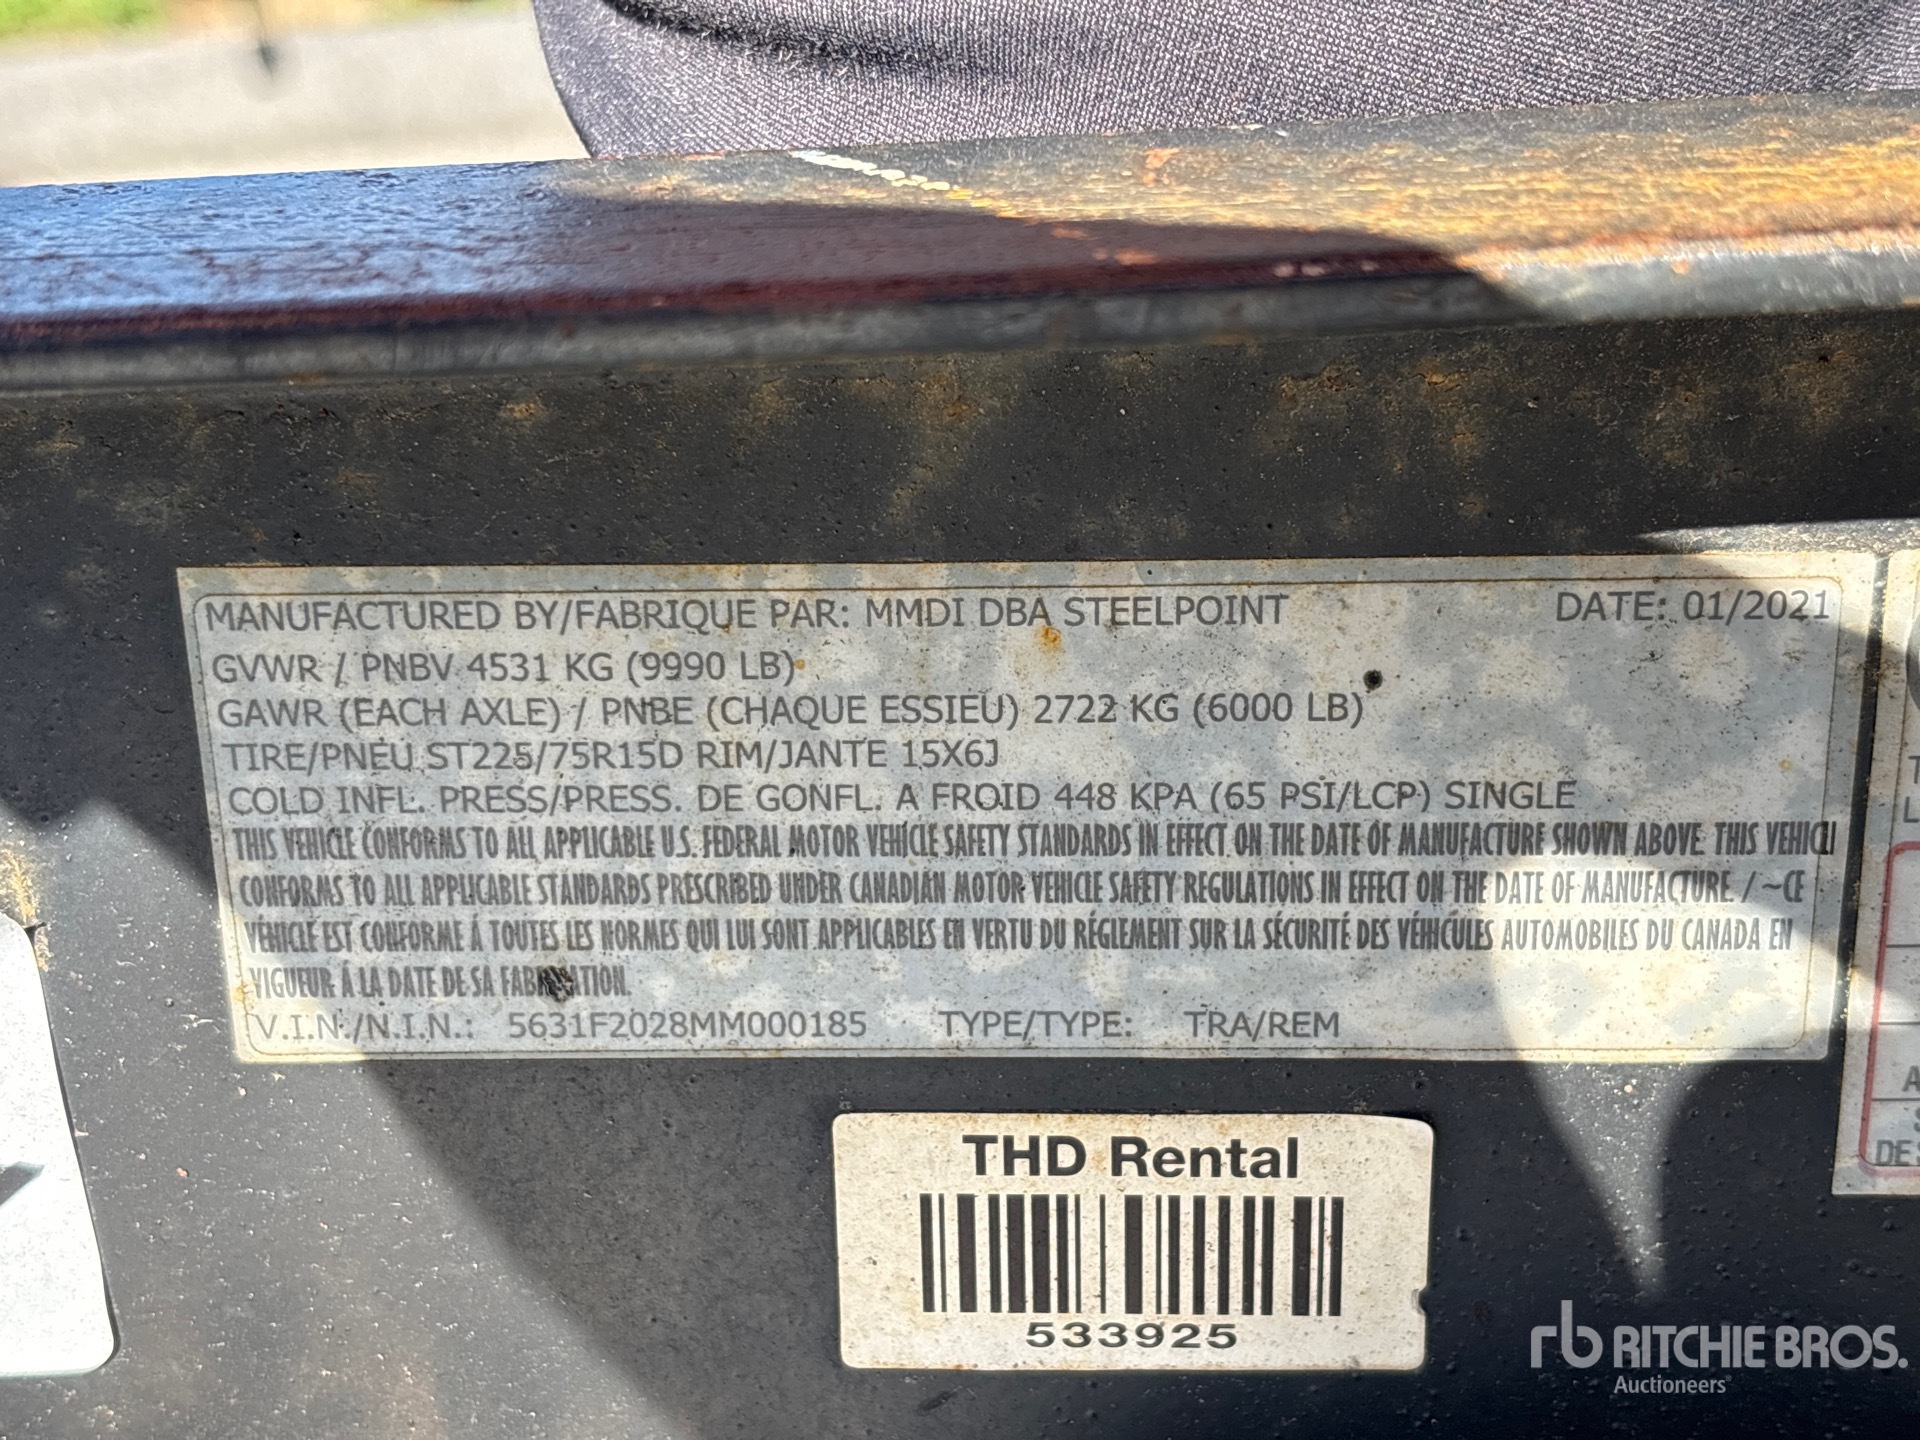 MANUFACTURED BY/FABRIQUE PAR: MMDI DBA STEELPOINT DATE: 01/2021
GVWR / PNBV 4531 KG (9990 LB)
GAWR (EACH AXLE) / PNBE (CHAQUE ESSIEU) 2722 KG (6000 LB)
TIRE/PNEU ST225/75R15D RIM/JANTE 15X6J
COLD INFL. PRESS/PRESS. DE GONFL. A FROID 448 KPA (65 PSI/LCP) SINGLE
THIS VEHICLE CONFORMS TO ALL APPLICABLE U.S. FEDERAL MOTOR VEHICLE SAFETY STANDARDS IN EFFECT ON THE DATE OF MANUFACTURE SHOWN ABOVE. THIS VEHICLE
CONFORMS TO ALL APPLICABLE STANDARDS PRESCRIBED UNDER CANADIAN MOTOR VEHICLE SAFETY REGULATIONS IN EFFECT ON THE DATE OF MANUFACTURE. / ~CE
VÉHICLE EST CONFORME À TOUTES LES NORMES QUI LUI SONT APPLICABLES EN VERTU DU RÉGLEMENT SUR LA SÉCURITÉ DES VÉHICULES AUTOMOBILES DU CANADA EN
VIGUEUR À LA DATE DE SA FABRICATION.
V.I.N./N.I.N.: 5631F2028MM000185 TYPE/TYPE: TRA/REM
THD Rental
533925
rb RITCHIE BROS.
Auctioneers